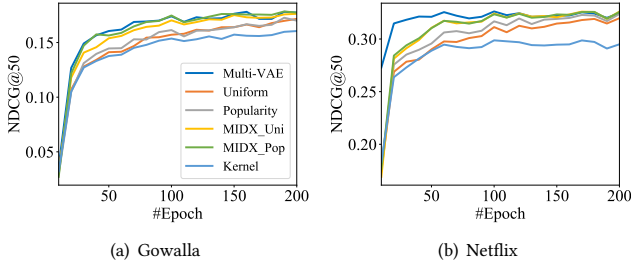 NDCG@50
0.15
0.10
0.05
50
100
150
200
#Epoch
Multi-VAE
Uniform
Popularity
MIDX_Uni
MIDX_Pop
Kernel
(a) Gowalla
NDCG@50
0.30
0.25
0.20
50
100
150
200
#Epoch
(b) Netflix